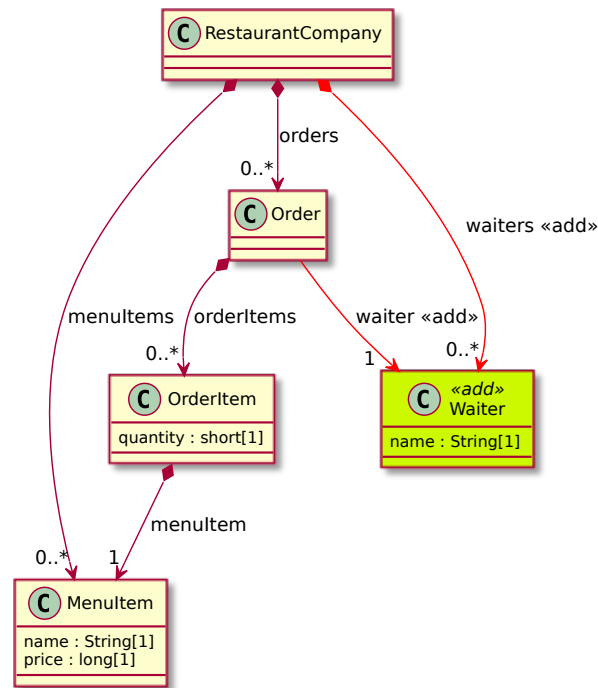 C RestaurantCompany
orders
0..*
C Order
waiters «add»
menuItems
orderItems
waiter «add»
0..*
1
0..*
C OrderItem
quantity : short[1]
C «add»
Waiter
name : String[1]
menuItem
0..*
1
C MenuItem
name : String[1]
price : long[1]